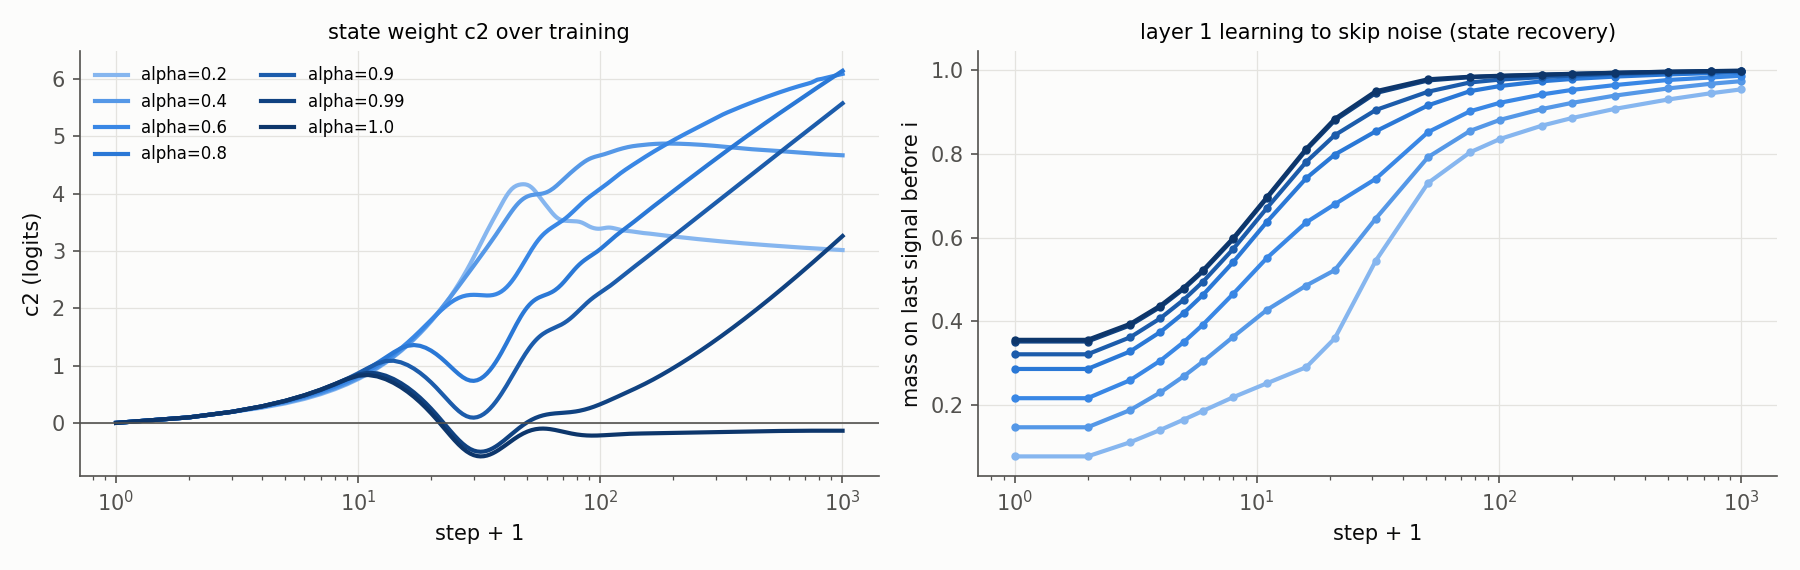 state weight c2 over training
c2 (logits)
6
5
4
3
2
1
0
alpha=0.2
alpha=0.4
alpha=0.6
alpha=0.8
alpha=0.9
alpha=0.99
alpha=1.0
10⁰
10¹
10²
10³
step + 1
layer 1 learning to skip noise (state recovery)
mass on last signal before i
1.0
0.8
0.6
0.4
0.2
10⁰
10¹
10²
10³
step + 1